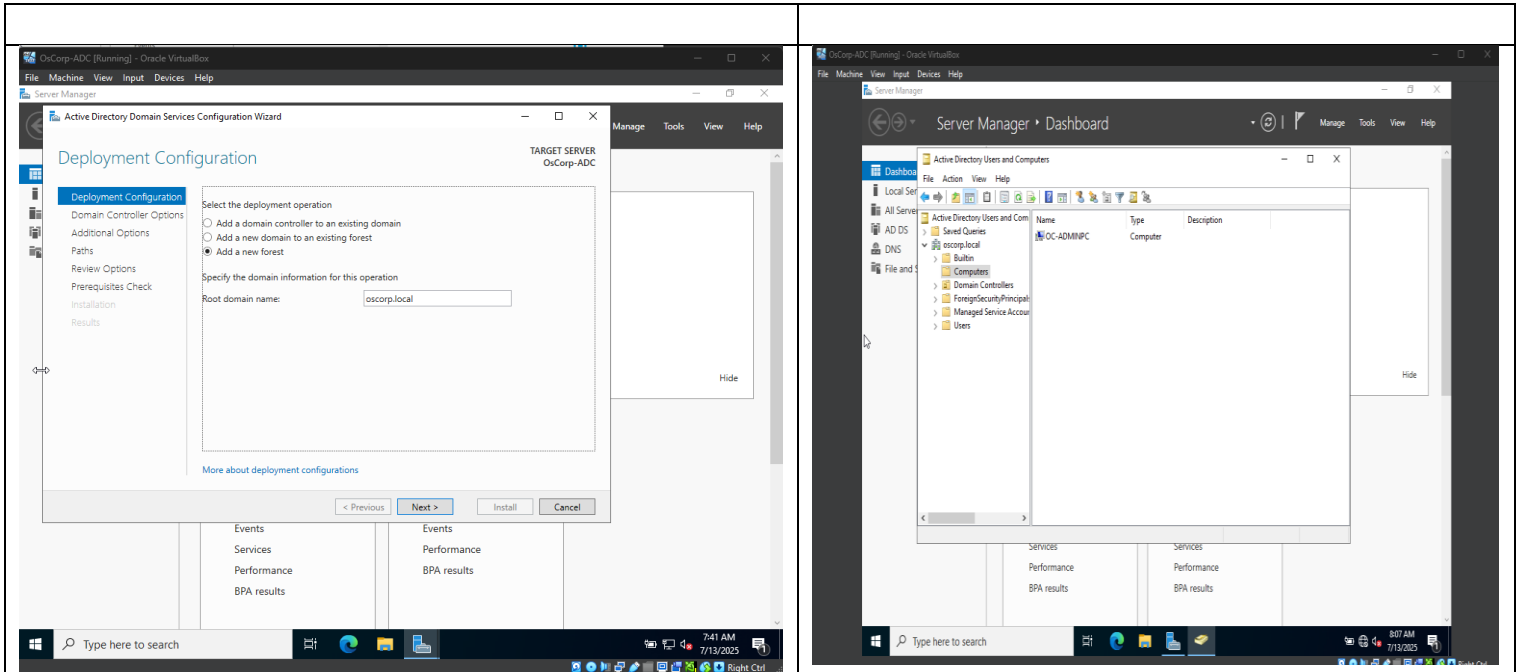 OsCorp-ADC [Running] - Oracle VirtualBox
File Machine View Input Devices Help
Server Manager
Manage Tools View Help
Active Directory Domain Services Configuration Wizard
Deployment Configuration
TARGET SERVER
OsCorp-ADC
Deployment Configuration
Domain Controller Options
Additional Options
Paths
Review Options
Prerequisites Check
Installation
Results
Select the deployment operation
Add a domain controller to an existing domain
Add a new domain to an existing forest
Add a new forest
Specify the domain information for this operation
Root domain name: oscorp.local
More about deployment configurations
< Previous Next > Install Cancel
Hide
Events
Services
Performance
BPA results
Events
Performance
BPA results
Type here to search
7:41 AM
7/13/2025
1
Right Ctrl
OsCorp-ADC [Running] - Oracle VirtualBox
File Machine View Input Devices Help
Server Manager
Server Manager Dashboard
Manage Tools View Help
Dashboa
Local Ser
All Serve
AD DS
DNS
File and S
Active Directory Users and Computers
File Action View Help
Active Directory Users and Com
Saved Queries
oscorp.local
Builtin
Computers
Domain Controllers
ForeignSecurityPrincipals
Managed Service Accour
Users
Name Type Description
OC-ADMINPC Computer
Hide
Services
Performance
BPA results
Services
Performance
BPA results
Type here to search
8:07 AM
7/13/2025
1
Right Ctrl